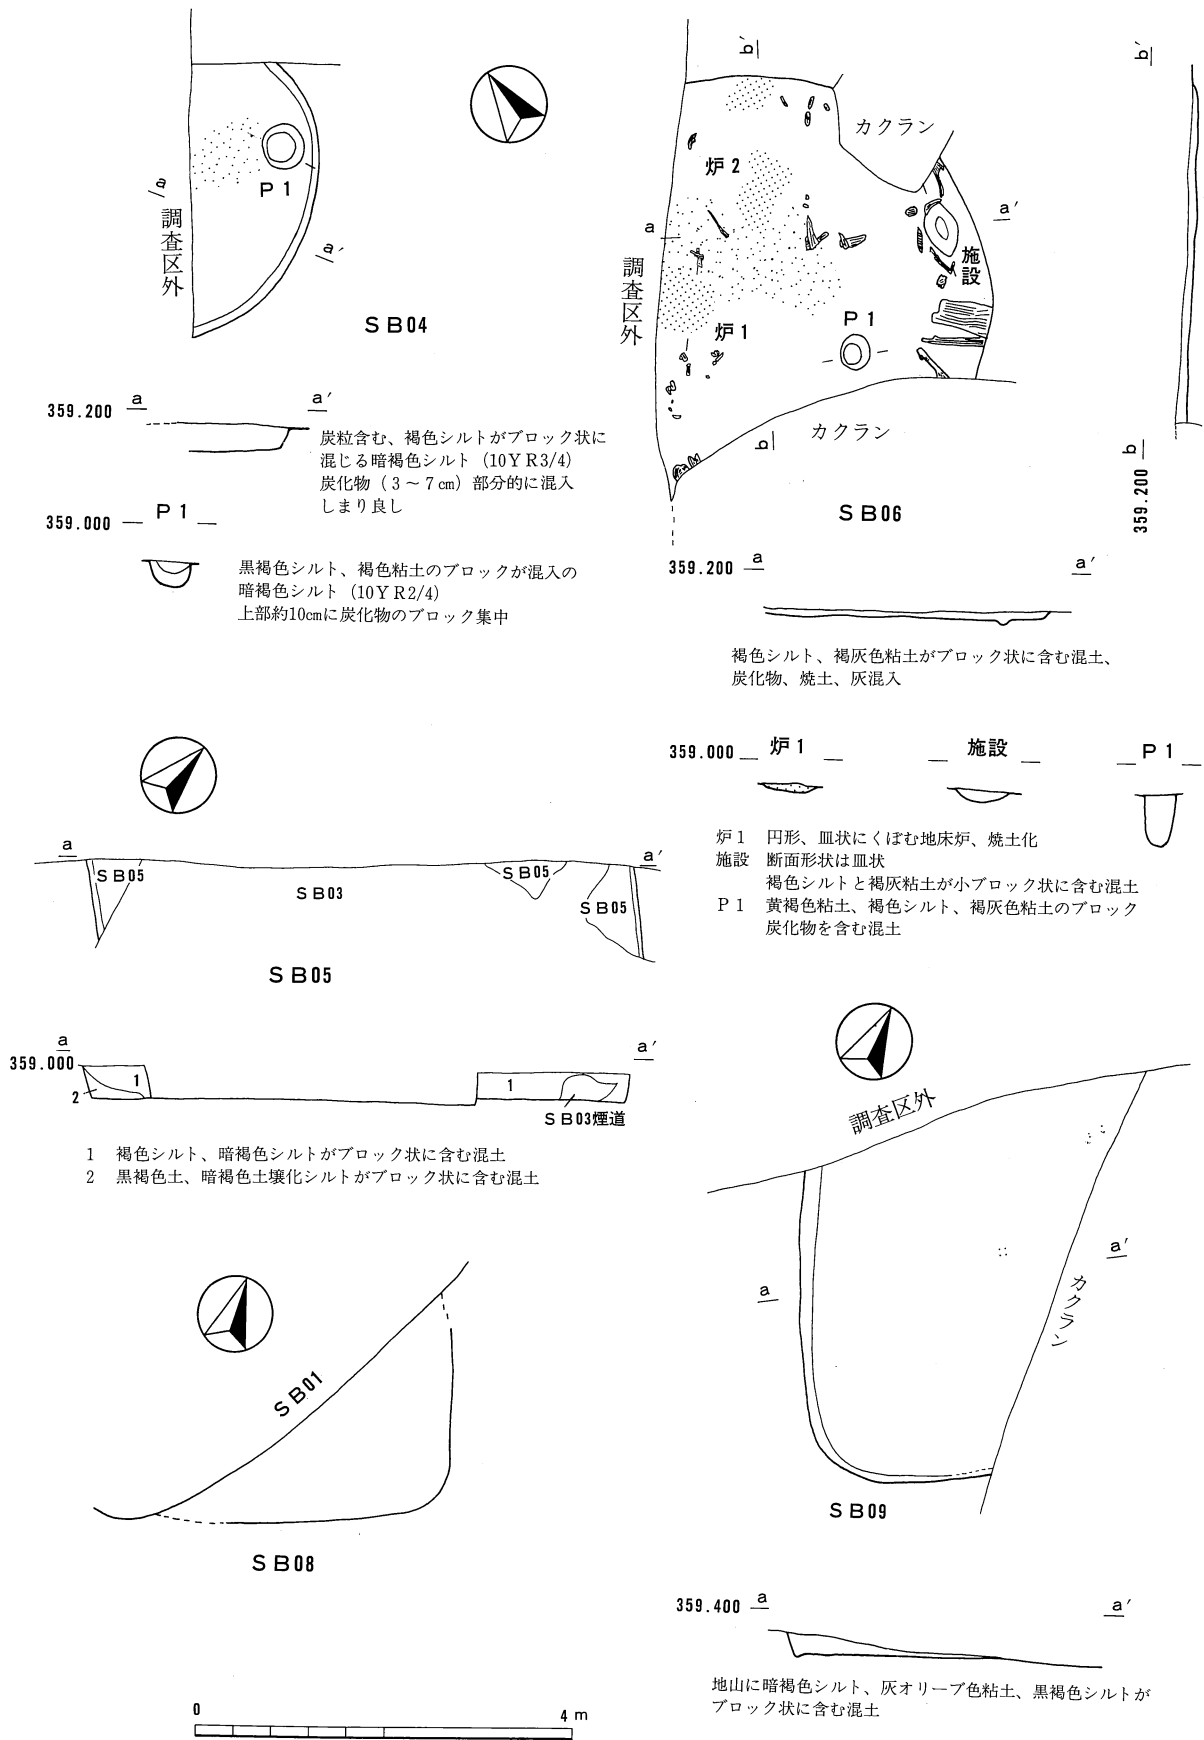 P 1
a
調査区外
a′
SB04
359.200 a a′
炭粒含む、褐色シルトがブロック状に
混じる暗褐色シルト (10YR3/4)
炭化物 (3～7㎝) 部分的に混入
しまり良し
359.000 P1
黒褐色シルト、褐色粘土のブロックが混入の
暗褐色シルト (10YR2/4)
上部約10㎝に炭化物のブロック集中
b′
カクラン
炉2
a
a′
調査区外
施設
炉1
P1
カクラン
b
SB06
b′
b
359.200
359.200 a a′
褐色シルト、褐灰色粘土がブロック状に含む混土、
炭化物、焼土、灰混入
359.000 炉1 施設 P1
炉1 円形、皿状にくぼむ地床炉、焼土化
施設 断面形状は皿状
褐色シルトと褐灰粘土が小ブロック状に含む混土
P1 黄褐色粘土、褐色シルト、褐灰色粘土のブロック
炭化物を含む混土
a a′
SB05
SB03
SB05
SB05
SB05
a a′
359.000
1
2
1
SB03煙道
1 褐色シルト、暗褐色シルトがブロック状に含む混土
2 黒褐色土、暗褐色土壌化シルトがブロック状に含む混土
SB01
SB08
調査区外
a
a′
カクラン
SB09
359.400 a a′
地山に暗褐色シルト、灰オリーブ色粘土、黒褐色シルトが
ブロック状に含む混土
0 4 m